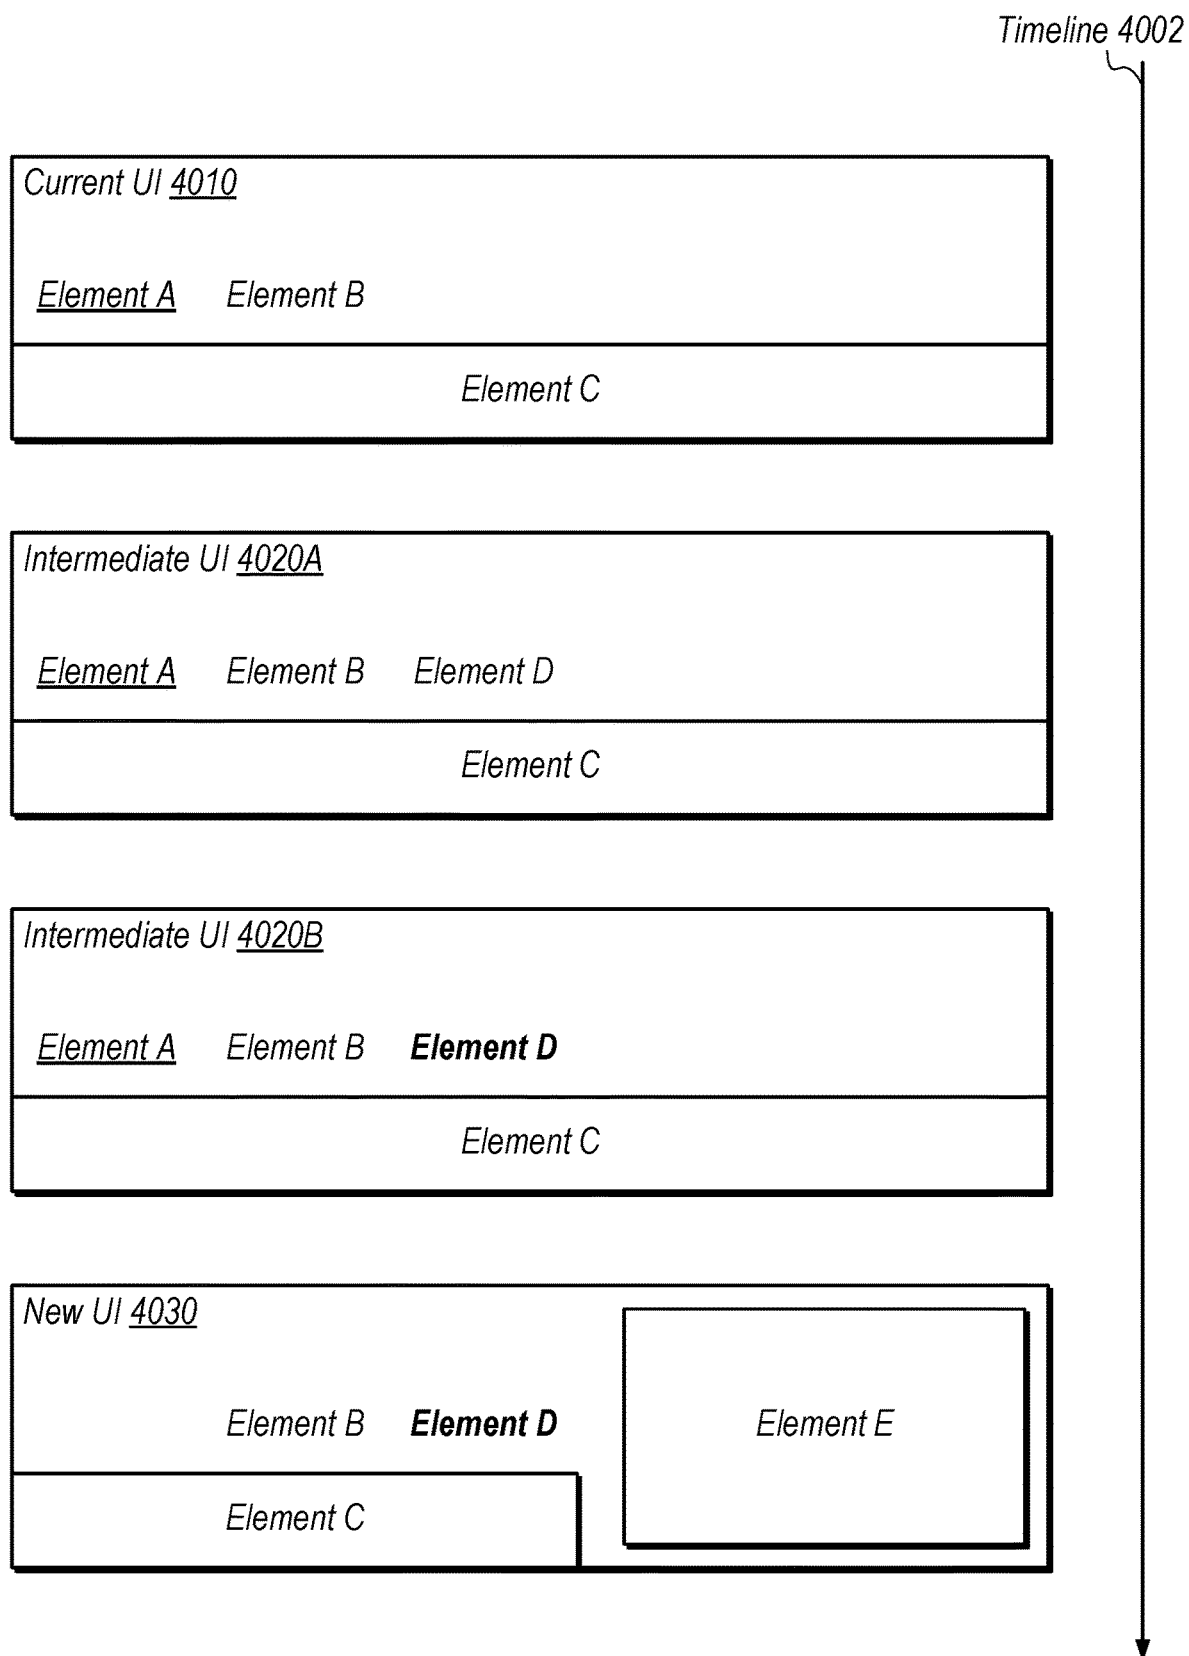 Timeline 4002
Current UI 4010
Element A Element B
Element C
Intermediate UI 4020A
Element A Element B Element D
Element C
Intermediate UI 4020B
Element A Element B Element D
Element C
New UI 4030
Element B Element D Element E
Element C